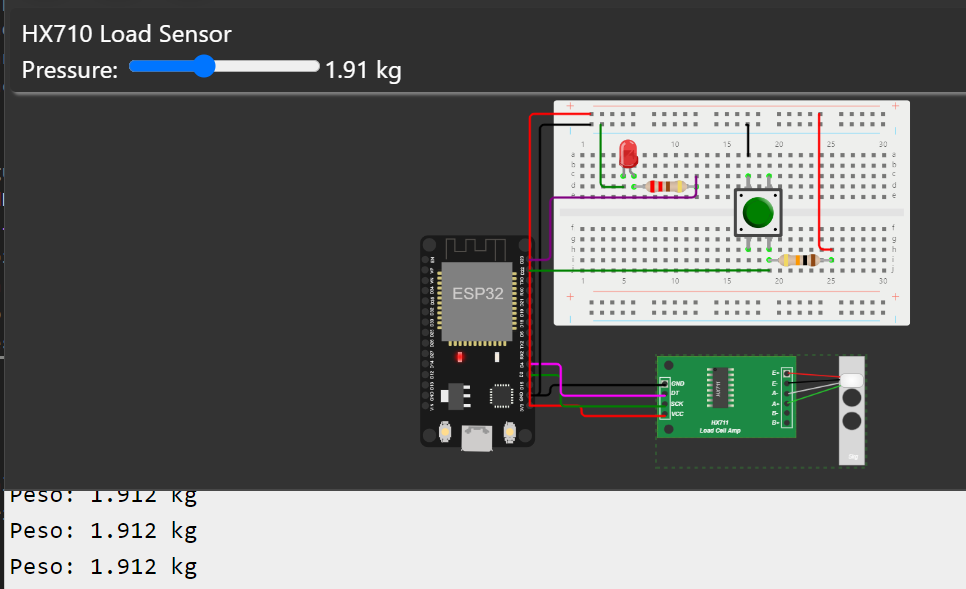 HX710 Load Sensor
Pressure: 1.91 kg
1 5 10 15 20 25 30
a a
b b
c c
d d
e e
f f
g g
h h
i i
j j
1 5 10 15 20 25 30
ESP32
GND
DT
SCK
VCC
HX711
Load Cell Amp
E+
E-
A-
A+
B-
B+
5kg
Peso: 1.912 kg
Peso: 1.912 kg
Peso: 1.912 kg